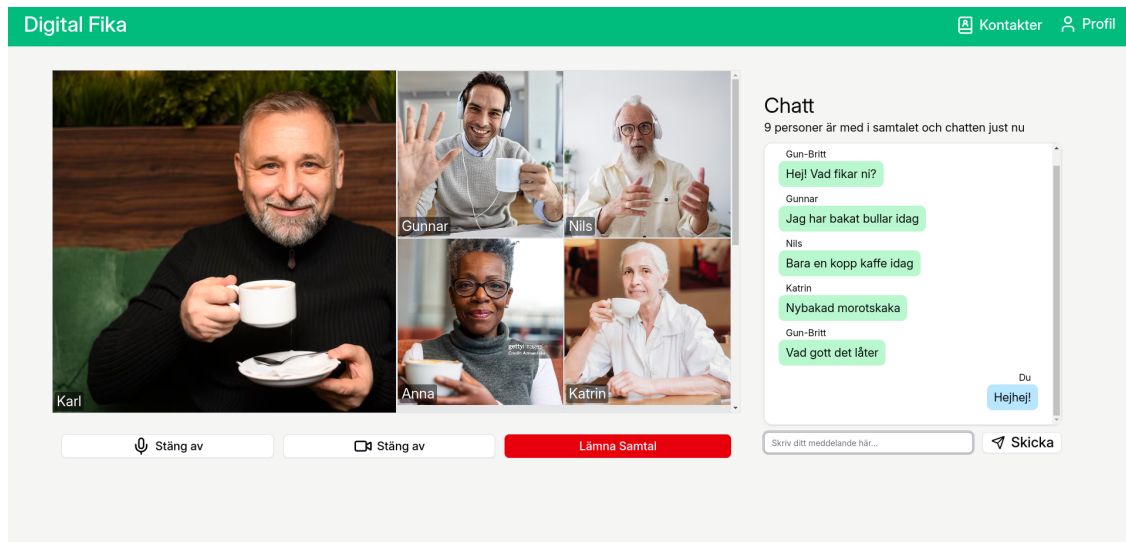 Digital Fika
Kontakter
Profil
Karl
Gunnar
Nils
Anna
Katrin
gettyimages
Stäng av
Stäng av
Lämna Samtal
Chatt
9 personer är med i samtalet och chatten just nu
Gun-Britt
Hej! Vad fikar ni?
Gunnar
Jag har bakat bullar idag
Nils
Bara en kopp kaffe idag
Katrin
Nybakad morotskaka
Gun-Britt
Vad gott det låter
Du
Hejhej!
Skriv ditt meddelande här...
Skicka